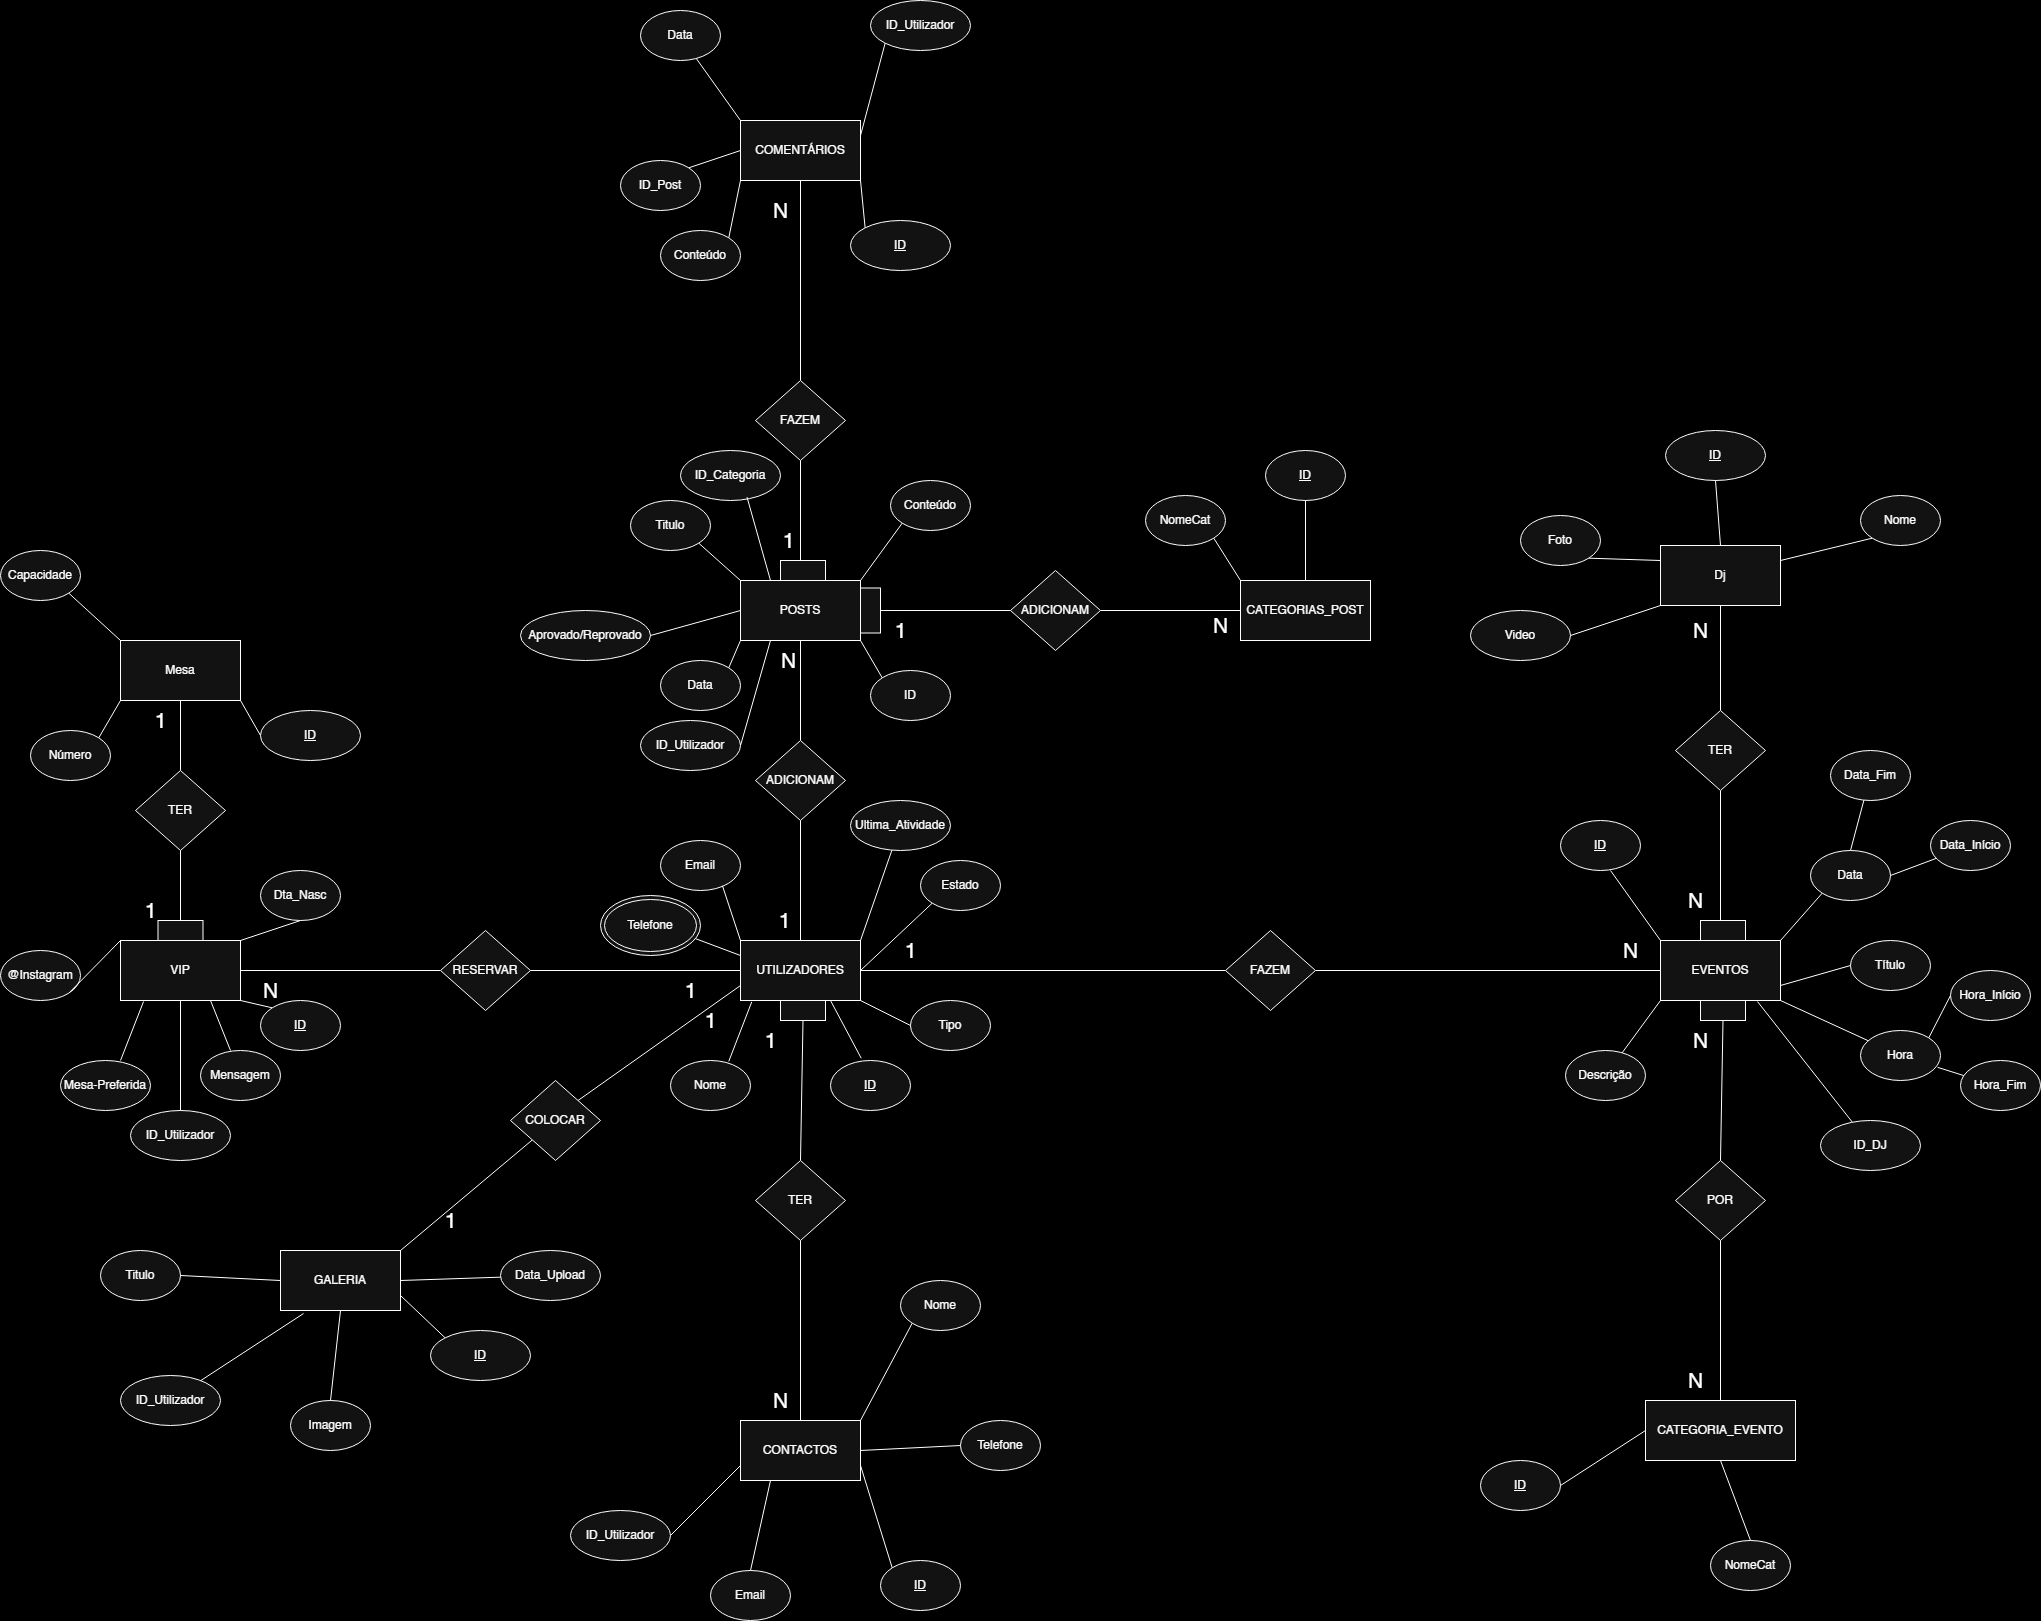 ID_Utilizador
Data
COMENTÁRIOS
ID_Post
N
ID
Conteúdo
FAZEM
ID_Categoria
Conteúdo
Titulo
1
POSTS
Aprovado/Reprovado
1
N
Data
ID
ID_Utilizador
ADICIONAM
NomeCat
ID
CATEGORIAS_POST
N
ADICIONAM
ID
Foto
Nome
Dj
Video
N
TER
Capacidade
Mesa
1
Número
ID
TER
1
Dta_Nasc
@Instagram
VIP
N
ID
Mesa-Preferida
Mensagem
ID_Utilizador
RESERVAR
Ultima_Atividade
Email
Estado
Telefone
1
1
UTILIZADORES
1
1
1
Tipo
Nome
ID
FAZEM
Data_Fim
ID
Data_Início
Data
N
N
EVENTOS
Título
Hora_Início
N
Hora
Descrição
Hora_Fim
ID_DJ
COLOCAR
TER
POR
1
Titulo
GALERIA
Data_Upload
ID
ID_Utilizador
Imagem
Nome
N
CONTACTOS
Telefone
ID_Utilizador
Email
ID
N
CATEGORIA_EVENTO
ID
NomeCat